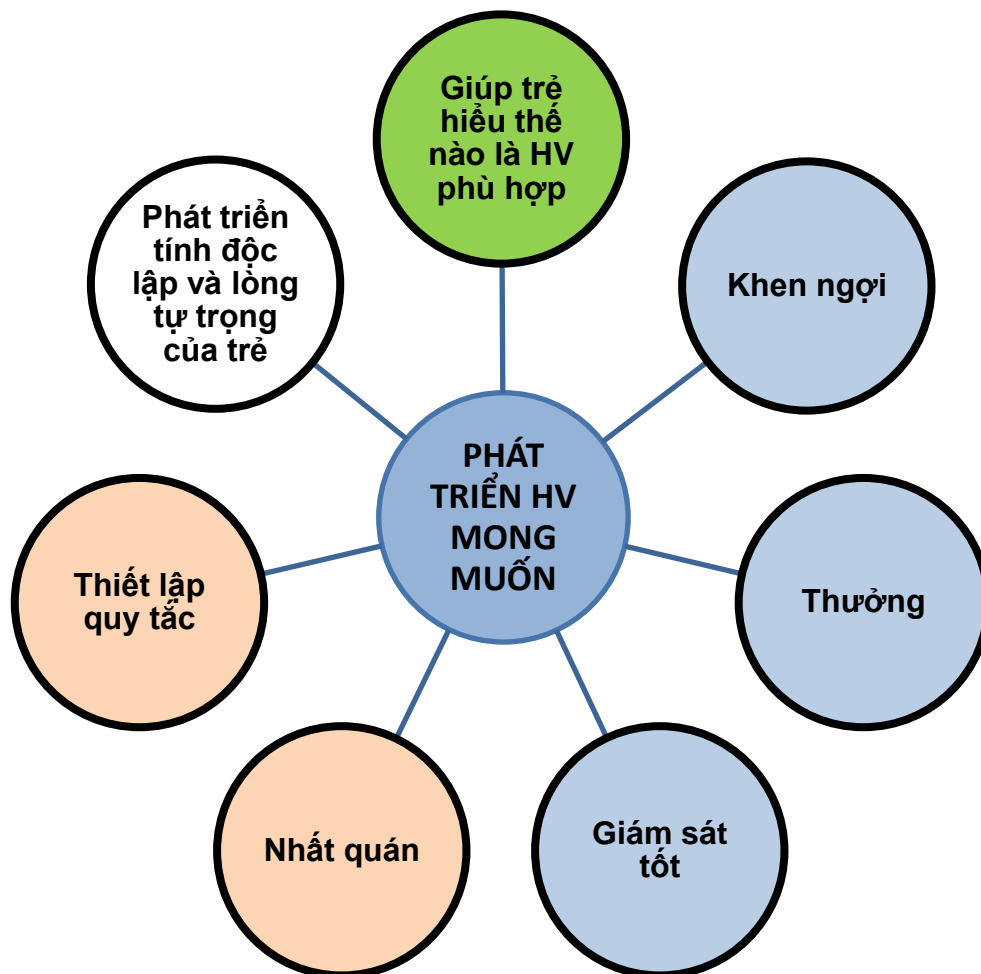 Giúp trẻ
hiểu thế
nào là HV
phù hợp
Khen ngợi
Thưởng
Giám sát
tốt
Nhất quán
Thiết lập
quy tắc
Phát triển
tính độc
lập và lòng
tự trọng
của trẻ
PHÁT
TRIỂN HV
MONG
MUỐN